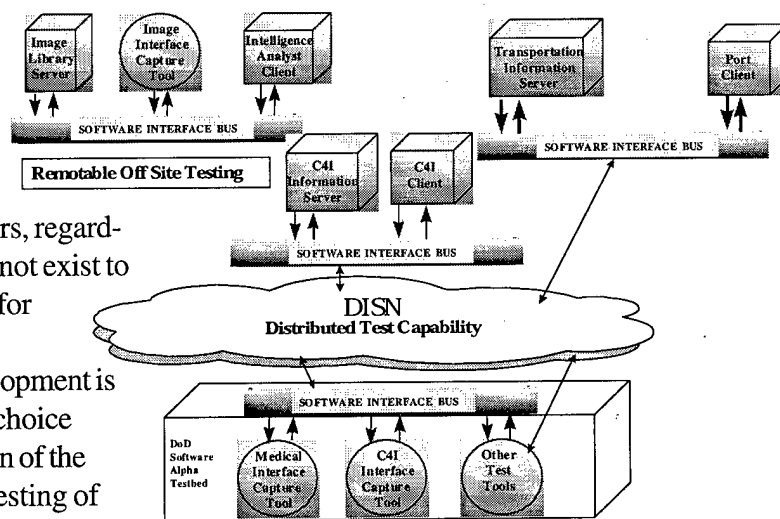 Image
Library
Server
Image
Interface
Capture
Tool
Intelligence
Analyst
Client
SOFTWARE INTERFACE BUS
Remotable Off Site Testing
Transportation
Information
Server
Port
Client
SOFTWARE INTERFACE BUS
C4I
Information
Server
C4I
Client
SOFTWARE INTERFACE BUS
rs, regard-
not exist to
for
opment is
choice
n of the
esting of
DISN
Distributed Test Capability
SOFTWARE INTERFACE BUS
DoD
Software
Alpha
Testbed
Medical
Interface
Capture
Tool
C4I
Interface
Capture
Tool
Other
Test
Tools